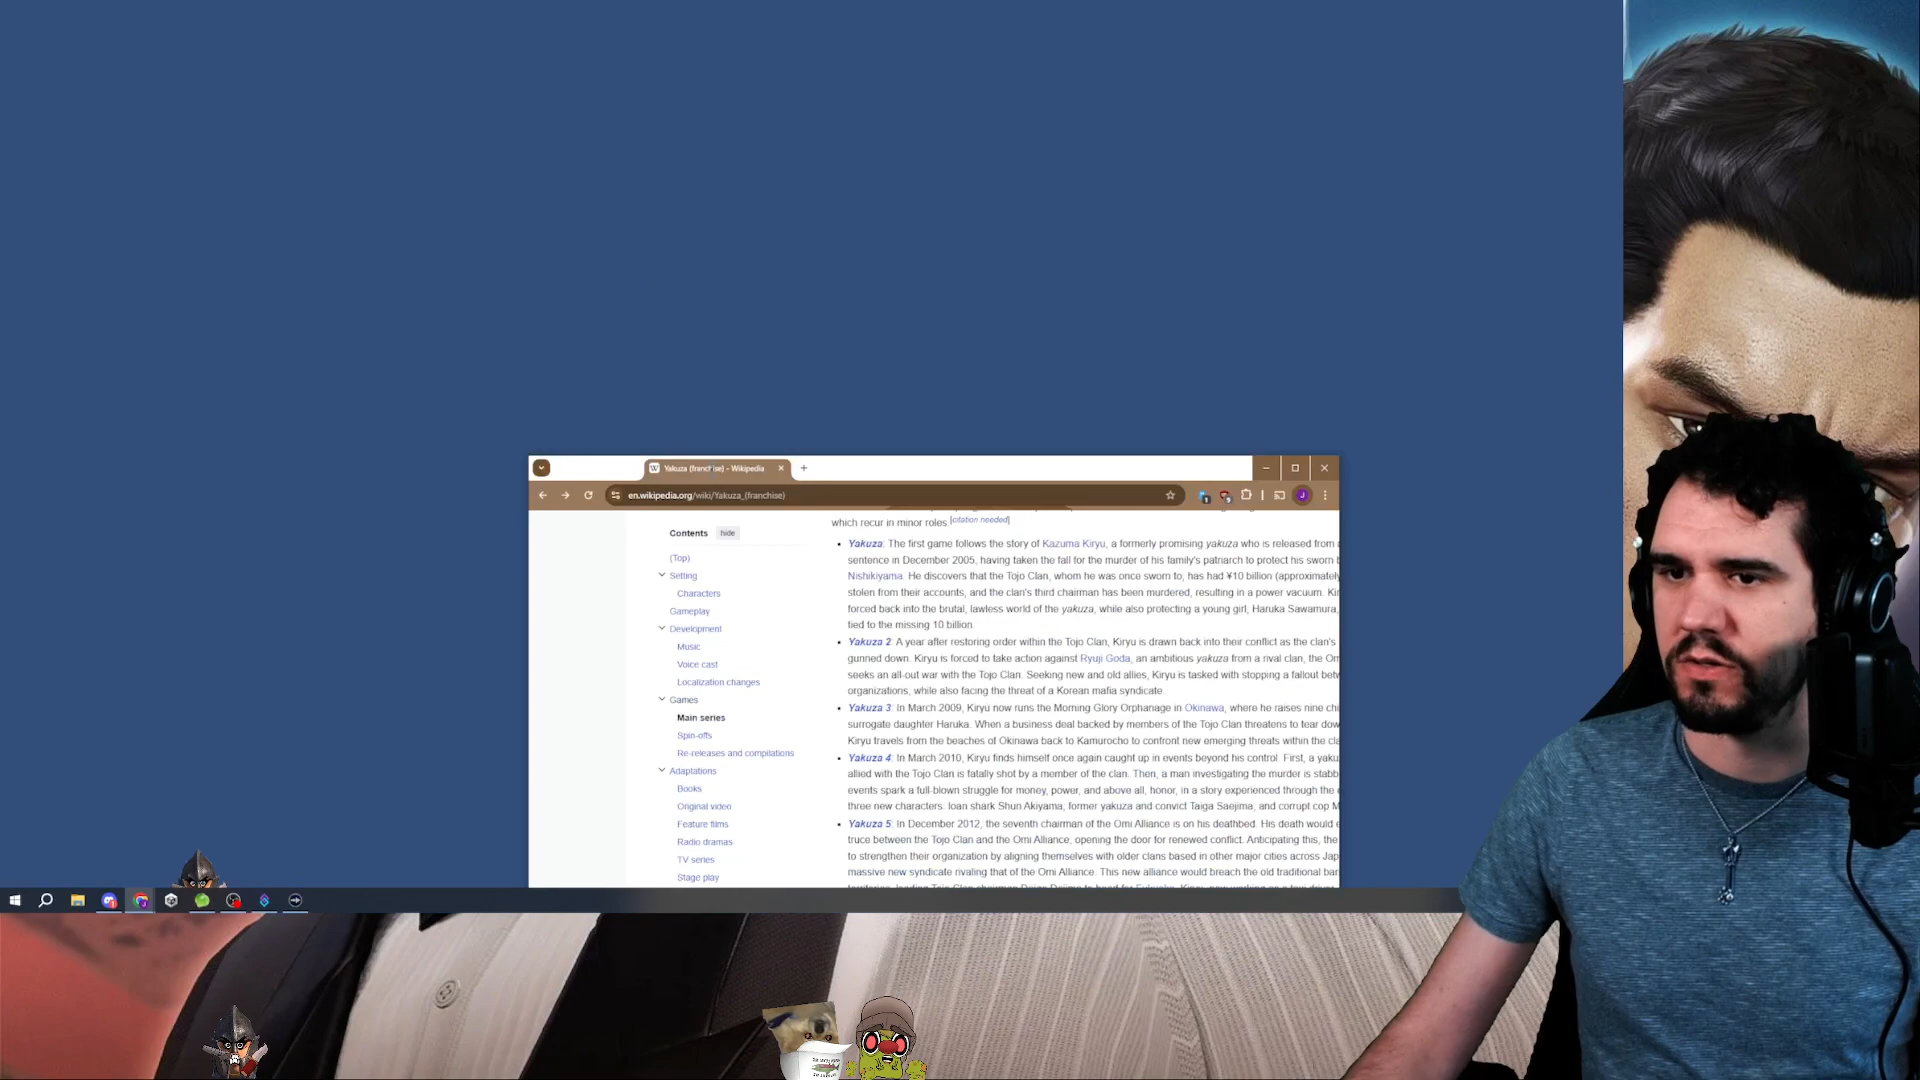 Yakuza (franchise) - Wikipedia
en.wikipedia.org/wiki/Yakuza_(franchise)
Contents hide
(Top)
Setting
Characters
Gameplay
Development
Music
Voice cast
Localization changes
Games
Main series
Spin-offs
Re-releases and compilations
Adaptations
Books
Original video
Feature films
Radio dramas
TV series
Stage play
which recur in minor roles.[citation needed]
Yakuza: The first game follows the story of Kazuma Kiryu, a formerly promising yakuza who is released from
sentence in December 2005, having taken the fall for the murder of his family's patriarch to protect his sworn
Nishikiyama. He discovers that the Tojo Clan, whom he was once sworn to, has had ¥10 billion (approximately
stolen from their accounts, and the clan's third chairman has been murdered, resulting in a power vacuum.
forced back into the brutal, lawless world of the yakuza, while also protecting a young girl, Haruka Sawamura,
tied to the missing 10 billion.
Yakuza 2: A year after restoring order within the Tojo Clan, Kiryu is drawn back into their conflict as the clan's
gunned down. Kiryu is forced to take action against Ryuji Goda, an ambitious yakuza from a rival clan, the
seeks an all-out war with the Tojo Clan. Seeking new and old allies, Kiryu is tasked with stopping a fallout
organizations, while also facing the threat of a Korean mafia syndicate.
Yakuza 3: In March 2009, Kiryu now runs the Morning Glory Orphanage in Okinawa, where he raises nine
surrogate daughter Haruka. When a business deal backed by members of the Tojo Clan threatens to tear
Kiryu travels from the beaches of Okinawa back to Kamurocho to confront new emerging threats within the
Yakuza 4: In March 2010, Kiryu finds himself once again caught up in events beyond his control. First, a
allied with the Tojo Clan is fatally shot by a member of the clan. Then, a man investigating the murder is
events spark a full-blown struggle for money, power, and above all, honor, in a story experienced through the
three new characters: loan shark Shun Akiyama; former yakuza and convict Taiga Saejima; and corrupt cop
Yakuza 5: In December 2012, the seventh chairman of the Omi Alliance is on his deathbed. His death would
truce between the Tojo Clan and the Omi Alliance, opening the door for renewed conflict. Anticipating this, the
to strengthen their organization by aligning themselves with older clans based in other major cities across
massive new syndicate rivaling that of the Omi Alliance. This new alliance would breach the old traditional